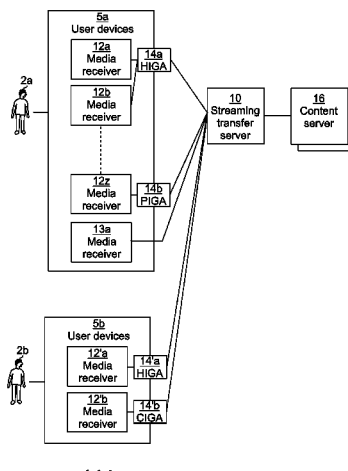 5a
User devices
2a
12a
Media
receiver
14a
HIGA
12b
Media
receiver
12z
Media
receiver
14b
PIGA
13a
Media
receiver
10
Streaming
transfer
server
16
Content
server
5b
User devices
2b
12'a
Media
receiver
14'a
HIGA
12'b
Media
receiver
14'b
CIGA